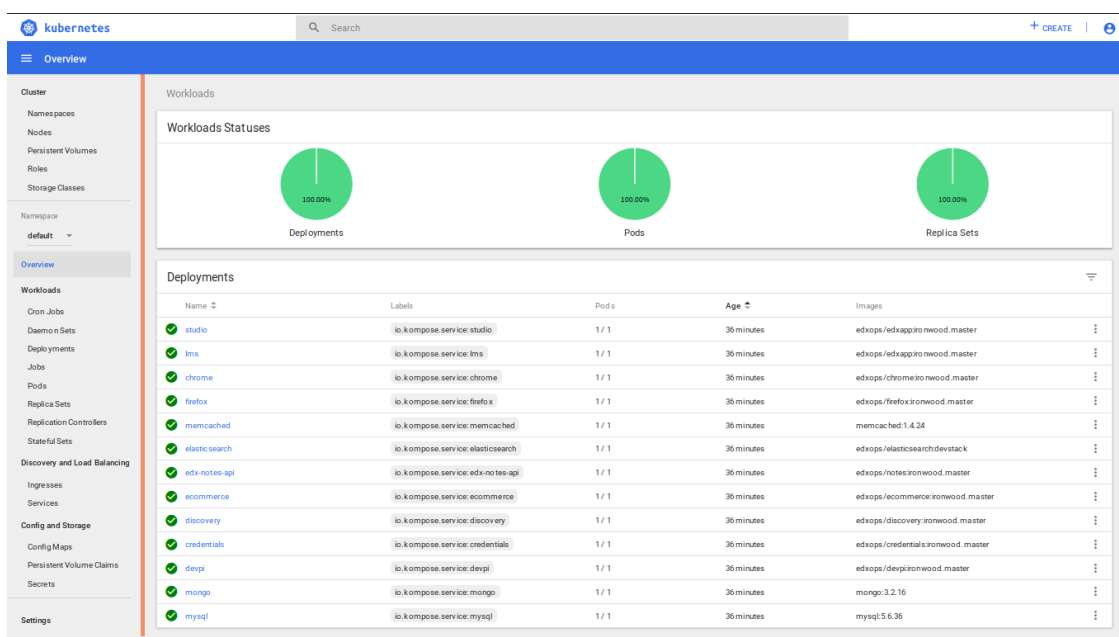 kubernetes
Search
+ CREATE
Overview
Cluster
Namespaces
Nodes
Persistent Volumes
Roles
Storage Classes
Namespace
default
Overview
Workloads
Cron Jobs
Daemon Sets
Deployments
Jobs
Pods
Replica Sets
Replication Controllers
Stateful Sets
Discovery and Load Balancing
Ingresses
Services
Config and Storage
Config Maps
Persistent Volume Claims
Secrets
Settings
Workloads
Workloads Statuses
100.00% 100.00% 100.00%
Deployments Pods Replica Sets
Deployments
Name Labels Pods Age Images
studio io.kompose.service: studio 1 / 1 36 minutes edxops/edxapp:ironwood.master
lms io.kompose.service: lms 1 / 1 36 minutes edxops/edxapp:ironwood.master
chrome io.kompose.service: chrome 1 / 1 36 minutes edxops/chrome:ironwood.master
firefox io.kompose.service: firefox 1 / 1 36 minutes edxops/firefox:ironwood.master
memcached io.kompose.service: memcached 1 / 1 36 minutes memcached:1.4.24
elasticsearch io.kompose.service: elasticsearch 1 / 1 36 minutes edxops/elasticsearch:devstack
edx-notes-api io.kompose.service: edx-notes-api 1 / 1 36 minutes edxops/notes:ironwood.master
ecommerce io.kompose.service: ecommerce 1 / 1 36 minutes edxops/ecommerce:ironwood.master
discovery io.kompose.service: discovery 1 / 1 36 minutes edxops/discovery:ironwood.master
credentials io.kompose.service: credentials 1 / 1 36 minutes edxops/credentials:ironwood.master
devpi io.kompose.service: devpi 1 / 1 36 minutes edxops/devpi:ironwood.master
mongo io.kompose.service: mongo 1 / 1 36 minutes mongo:3.2.16
mysql io.kompose.service: mysql 1 / 1 36 minutes mysql:5.6.36